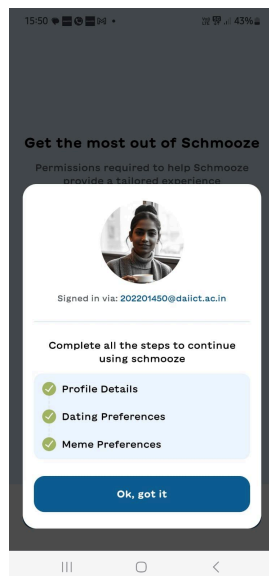 15:50
43%
Get the most out of Schmooze
Permissions required to help Schmooze
provide a tailored experience
Signed in via: 202201450@daiict.ac.in
Complete all the steps to continue
using schmooze
Profile Details
Dating Preferences
Meme Preferences
Ok, got it